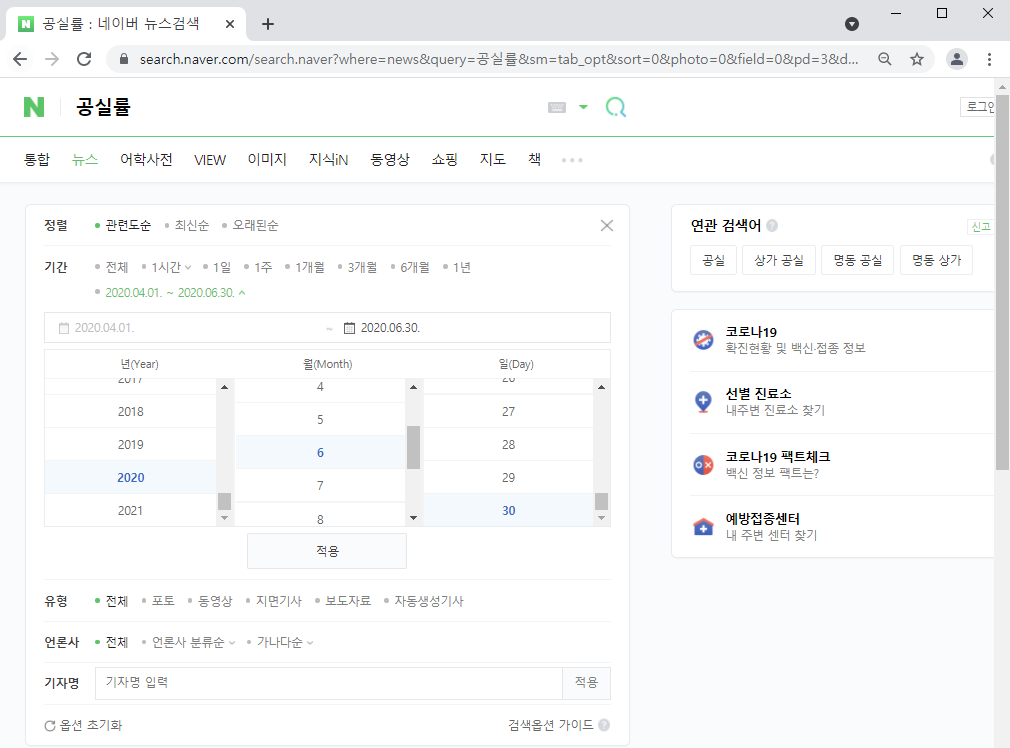 공실률 : 네이버 뉴스검색
search.naver.com/search.naver?where=news&query=공실률&sm=tab_opt&sort=0&photo=0&field=0&pd=3&d...
N 공실률
로그인
통합 뉴스 어학사전 VIEW 이미지 지식iN 동영상 쇼핑 지도 책
정렬 관련도순 최신순 오래된순
기간 전체 1시간 1일 1주 1개월 3개월 6개월 1년
2020.04.01. ~ 2020.06.30.
2020.04.01. ~ 2020.06.30.
년(Year) 월(Month) 일(Day)
2017 4 26
2018 5 27
2019 6 28
2020 7 29
2021 8 30
적용
유형 전체 포토 동영상 지면기사 보도자료 자동생성기사
언론사 전체 언론사 분류순 가나다순
기자명 기자명 입력 적용
옵션 초기화 검색옵션 가이드
연관 검색어 신고
공실 상가 공실 명동 공실 명동 상가
코로나19
확진현황 및 백신·접종 정보
선별 진료소
내주변 진료소 찾기
코로나19 팩트체크
백신 정보 팩트는?
예방접종센터
내 주변 센터 찾기